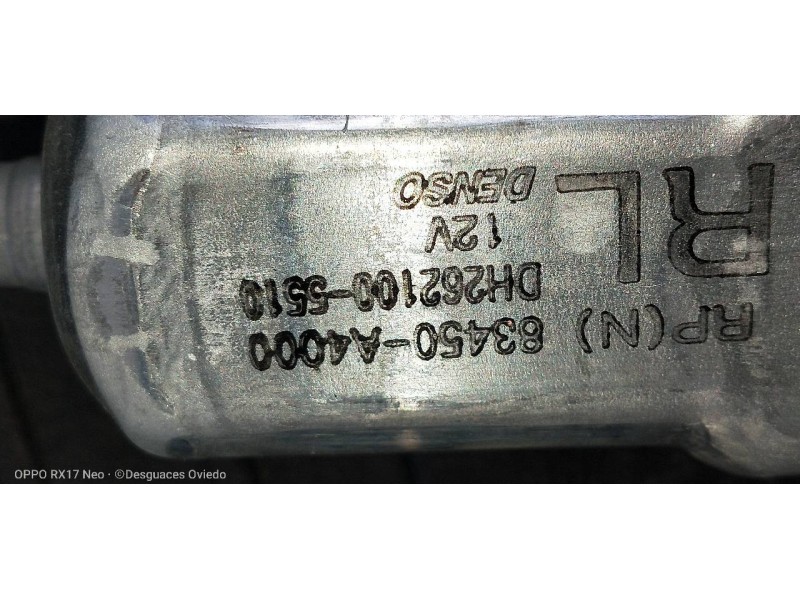 RP(N) 83450-A4000
DH262100-5510
12V
RL DENSO
OPPO RX17 Neo · ©Desguaces Oviedo